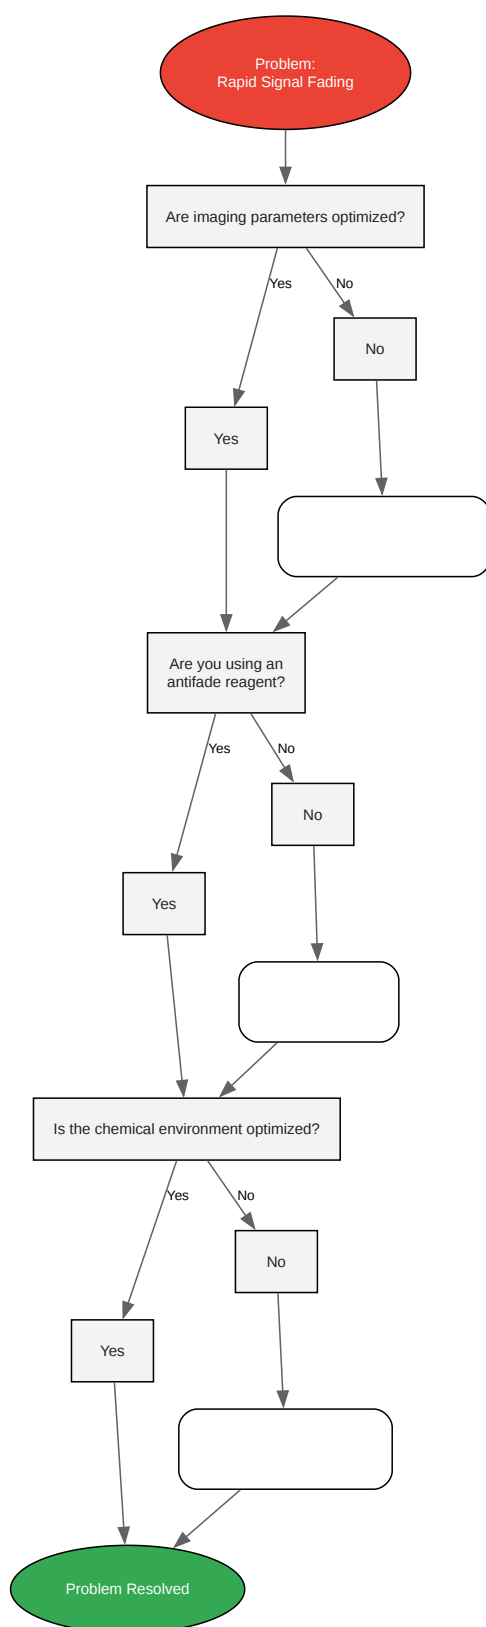 Problem:
Rapid Signal Fading
Are imaging parameters optimized?
Yes
No
No
Yes
Are you using an
antifade reagent?
Yes
No
No
Yes
Is the chemical environment optimized?
Yes
No
No
Yes
Problem Resolved